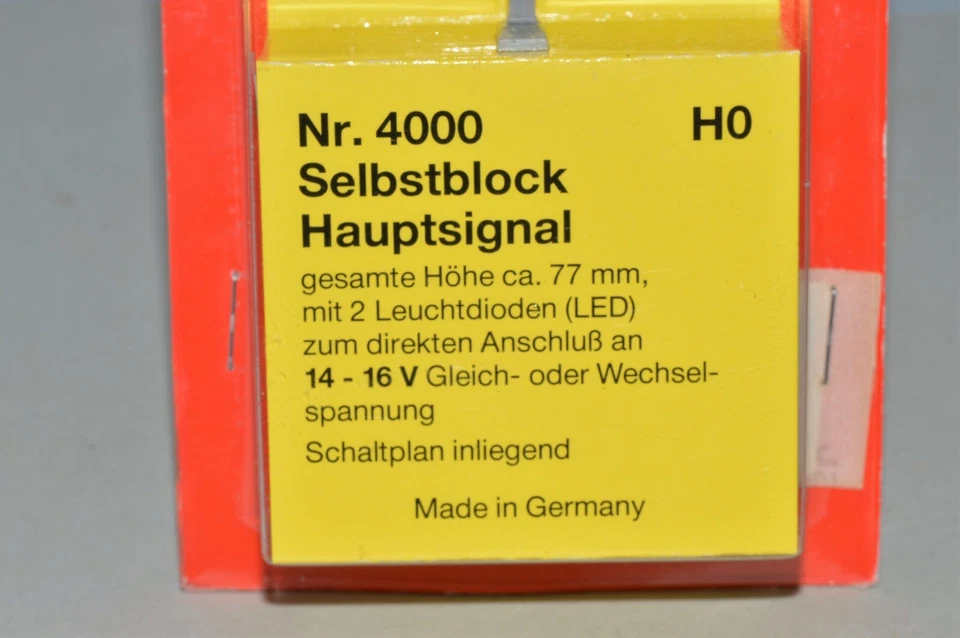 Nr. 4000 H0
Selbstblock
Hauptsignal
gesamte Höhe ca. 77 mm,
mit 2 Leuchtdioden (LED)
zum direkten Anschluß an
14 - 16 V Gleich- oder Wechsel-
spannung
Schaltplan inliegend
Made in Germany